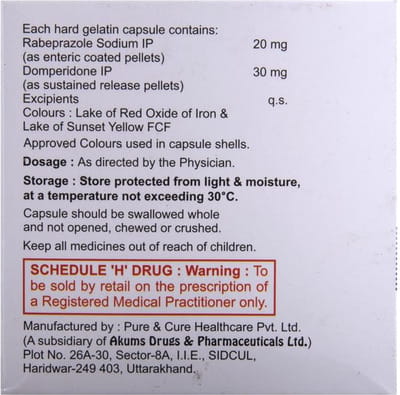 Each hard gelatin capsule contains:
Rabeprazole Sodium IP 20 mg
(as enteric coated pellets)
Domperidone IP 30 mg
(as sustained release pellets)
Excipients q.s.
Colours : Lake of Red Oxide of Iron &
Lake of Sunset Yellow FCF
Approved Colours used in capsule shells.
Dosage : As directed by the Physician.
Storage : Store protected from light & moisture,
at a temperature not exceeding 30°C.
Capsule should be swallowed whole
and not opened, chewed or crushed.
Keep all medicines out of reach of children.
SCHEDULE 'H' DRUG : Warning : To
be sold by retail on the prescription of
a Registered Medical Practitioner only.
Manufactured by : Pure & Cure Healthcare Pvt. Ltd.
(A subsidiary of Akums Drugs & Pharmaceuticals Ltd.)
Plot No. 26A-30, Sector-8A, I.I.E., SIDCUL,
Haridwar-249 403, Uttarakhand.